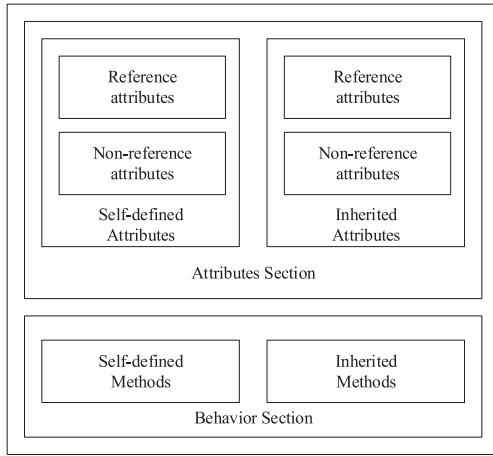 Reference
attributes
Reference
attributes
Non-reference
attributes
Non-reference
attributes
Self-defined
Attributes
Inherited
Attributes
Attributes Section
Self-defined
Methods
Inherited
Methods
Behavior Section